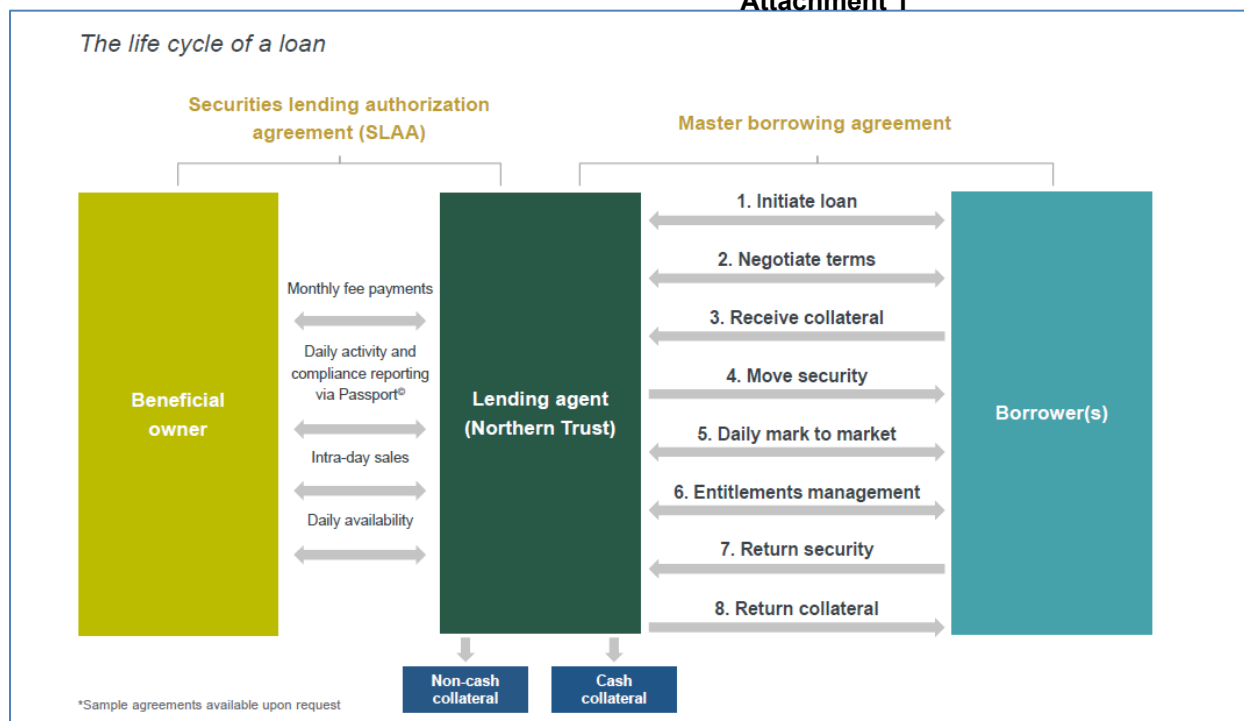 Attachment 1
The life cycle of a loan
Securities lending authorization
agreement (SLAA)
Master borrowing agreement
Beneficial
owner
Monthly fee payments
Daily activity and
compliance reporting
via Passport©
Intra-day sales
Daily availability
Lending agent
(Northern Trust)
1. Initiate loan
2. Negotiate terms
3. Receive collateral
4. Move security
5. Daily mark to market
6. Entitlements management
7. Return security
8. Return collateral
Borrower(s)
Non-cash
collateral
Cash
collateral
*Sample agreements available upon request